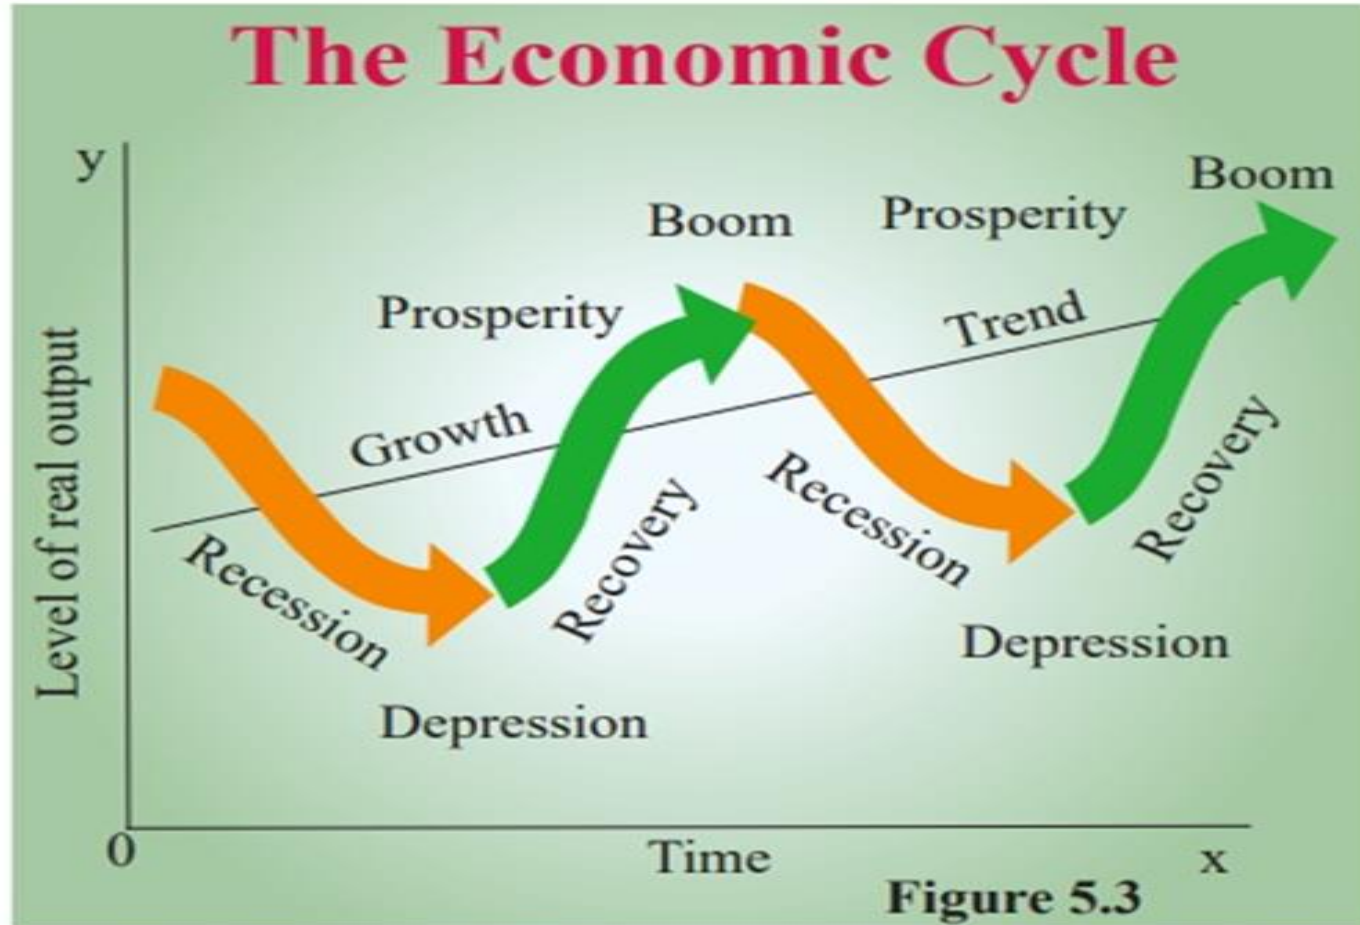 The Economic Cycle
y
Boom
Prosperity
Boom
Prosperity
Trend
Growth
Level of real output
Recession
Recovery
Recession
Recovery
Depression
Depression
0
Time
x
Figure 5.3